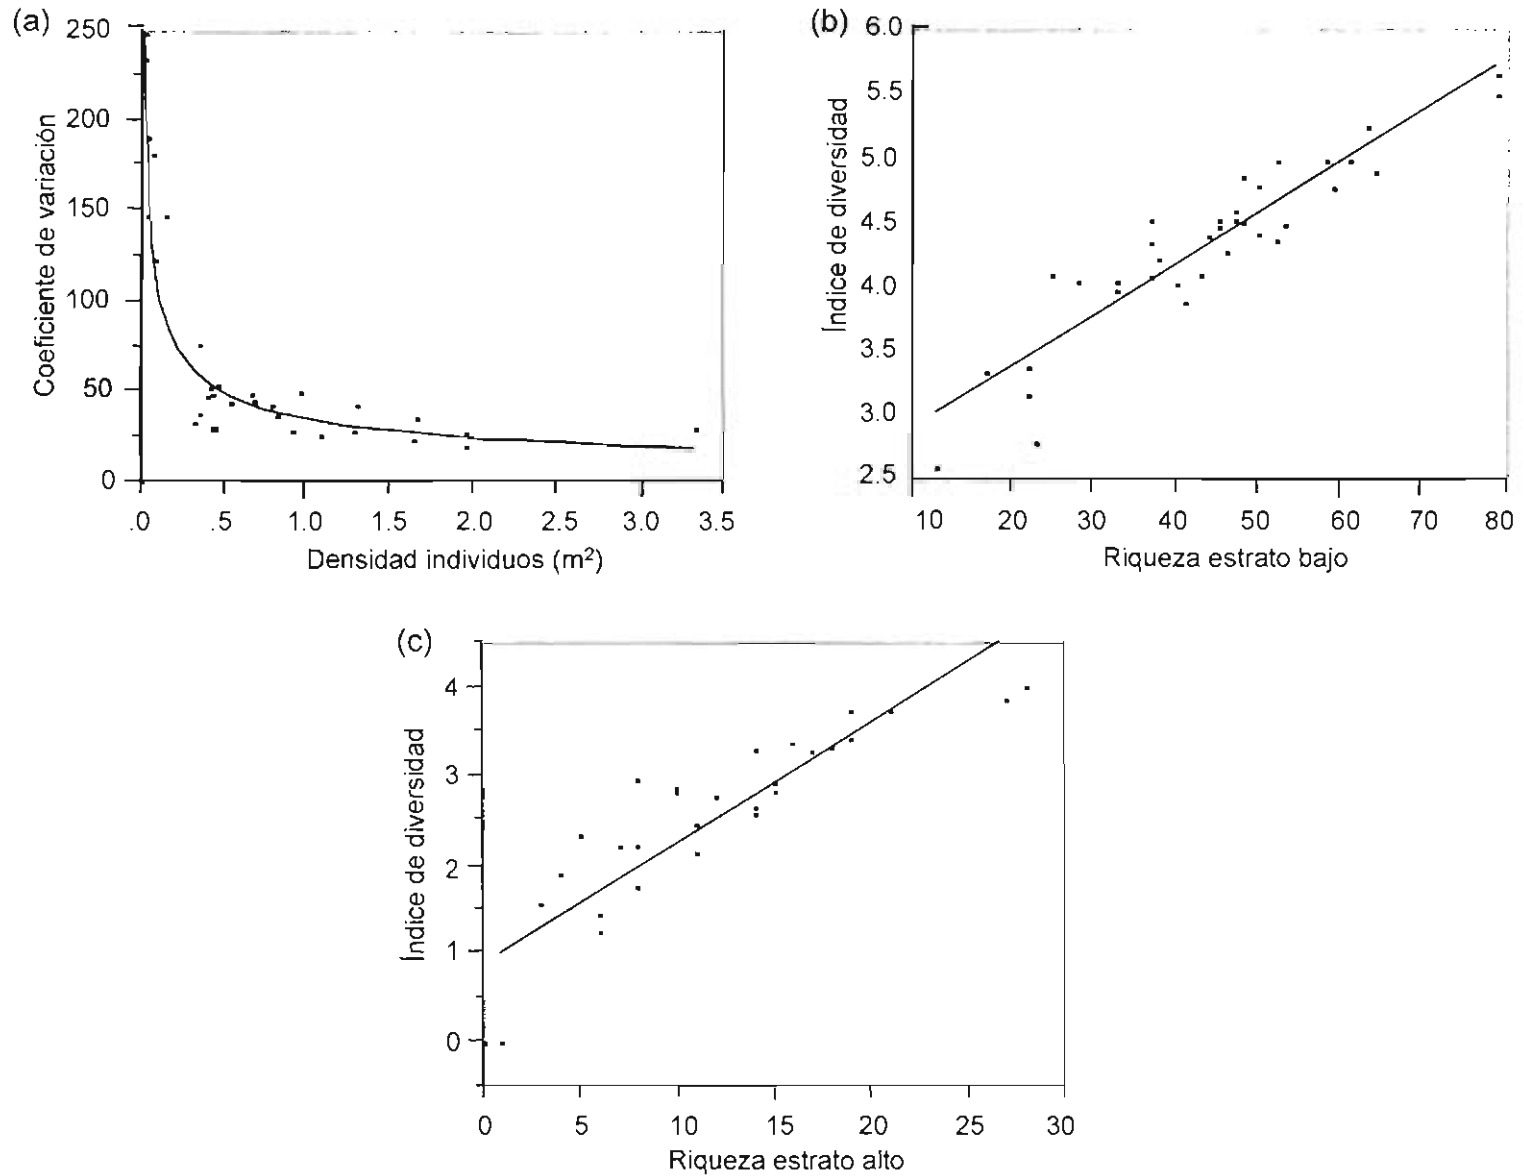 (a)
250
200
150
100
50
0
Coeficiente de variación
.0 .5 1.0 1.5 2.0 2.5 3.0 3.5
Densidad individuos (m²)
(b)
6.0
5.5
5.0
4.5
4.0
3.5
3.0
2.5
Índice de diversidad
10 20 30 40 50 60 70 80
Riqueza estrato bajo
(c)
4
3
2
1
0
Índice de diversidad
0 5 10 15 20 25 30
Riqueza estrato alto